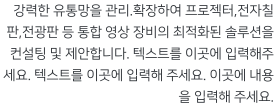 강력한 유통망을 관리.확장하여 프로젝터,전자칠
판,전광판 등 통합 영상 장비의 최적화된 솔루션을
컨설팅 및 제안합니다. 텍스트를 이곳에 입력해주
세요. 텍스트를 이곳에 입력해 주세요. 이곳에 내용
을 입력해 주세요.